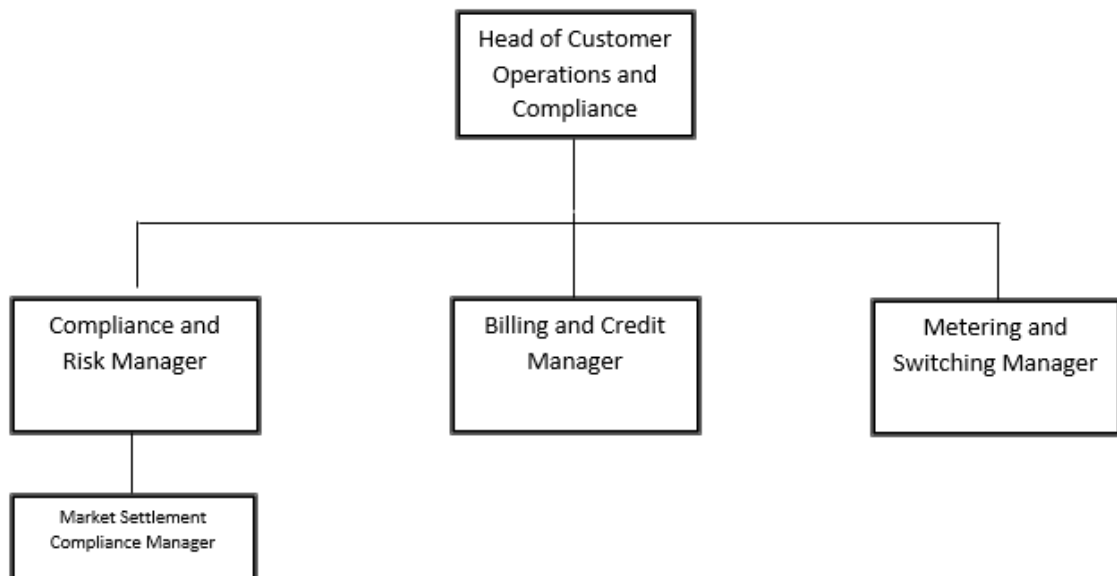 Head of Customer
Operations and
Compliance
Compliance and
Risk Manager
Billing and Credit
Manager
Metering and
Switching Manager
Market Settlement
Compliance Manager